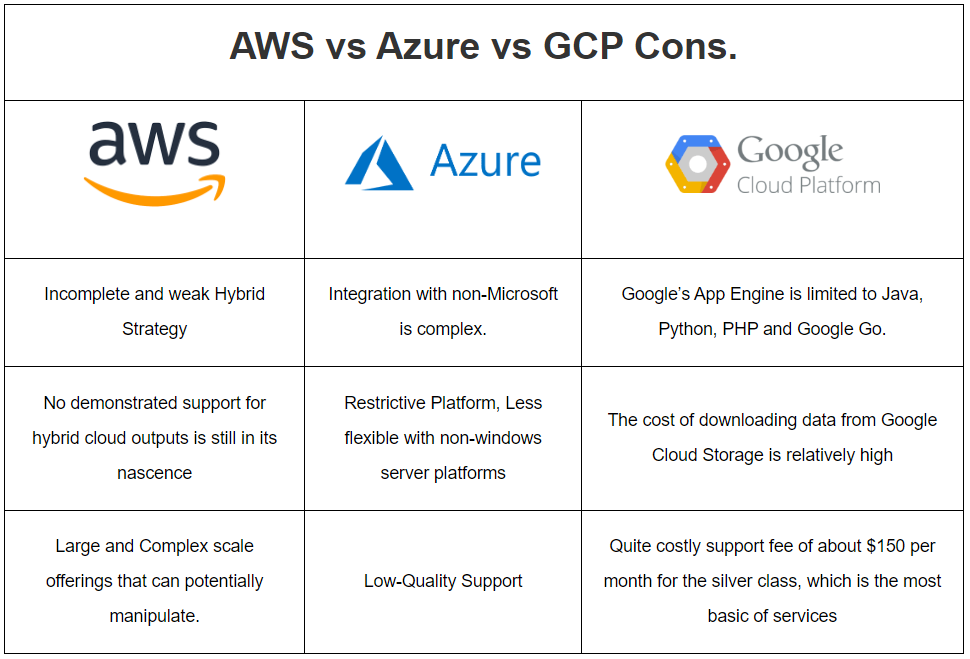 AWS vs Azure vs GCP Cons.
aws
Azure
Google
Cloud Platform
Incomplete and weak Hybrid
Strategy
Integration with non-Microsoft
is complex.
Google’s App Engine is limited to Java,
Python, PHP and Google Go.
No demonstrated support for
hybrid cloud outputs is still in its
nascence
Restrictive Platform, Less
flexible with non-windows
server platforms
The cost of downloading data from Google
Cloud Storage is relatively high
Large and Complex scale
offerings that can potentially
manipulate.
Low-Quality Support
Quite costly support fee of about $150 per
month for the silver class, which is the most
basic of services